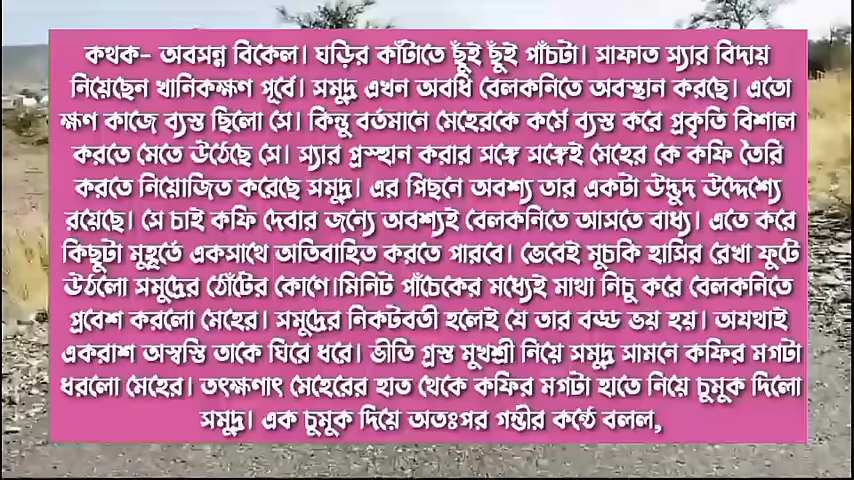 কথক- অবসন্ন বিকেল। ঘড়ির কাঁটাতে ছুঁই ছুঁই পাঁচটা। সাফাত স্যার বিদায়
নিয়েছেন খানিকক্ষণ পূর্বে। সমুদ্র এখন অবধি বেলকনিতে অবস্থান করছে। এতো
ক্ষণ কাজে ব্যস্ত ছিলো সে। কিন্তু বর্তমানে মেহেরকে কর্মে ব্যস্ত করে প্রকৃতি বিশাল
করতে মেতে উঠেছে সে। স্যার প্রস্হান করার সঙ্গে সঙ্গেই মেহের কে কফি তৈরি
করতে নিয়োজিত করেছে সমুদ্র। এর পিছনে অবশ্য তার একটা উদ্ভুদ উদ্দেশ্যে
রয়েছে। সে চাই কফি দেবার জন্যে অবশ্যই বেলকনিতে আসতে বাধ্য। এতে করে
কিছুটা মুহূর্তে একসাথে অতিবাহিত করতে পারবে। ভেবেই মুচকি হাসির রেখা ফুটে
উঠলো সমুদ্রের ঠোঁটের কোণে।মিনিট পাঁচেকের মধ্যেই মাথা নিচু করে বেলকনিতে
প্রবেশ করলো মেহের। সমুদ্রের নিকটবর্তী হলেই যে তার বড্ড ভয় হয়। অযথাই
একরাশ অস্বস্তি তাকে ঘিরে ধরে। ভীতি গ্রস্ত মুখশ্রী নিয়ে সমুদ্র সামনে কফির মগটা
ধরলো মেহের। তৎক্ষণাৎ মেহেরের হাত থেকে কফির মগটা হাতে নিয়ে চুমুক দিলো
সমুদ্র। এক চুমুক দিয়ে অতঃপর গম্ভীর কন্ঠে বলল,